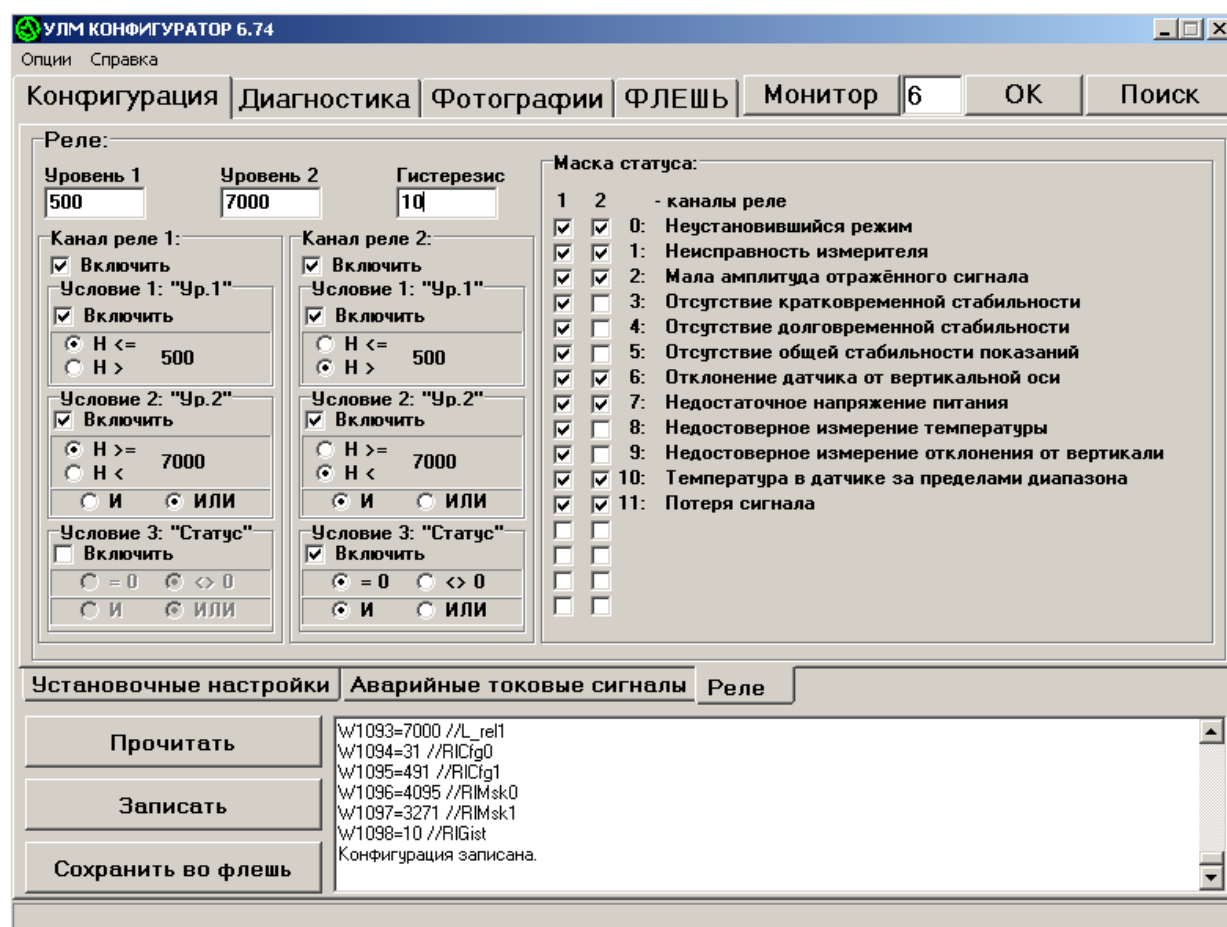 УЛМ КОНФИГУРАТОР 6.74
Опции Справка
Конфигурация Диагностика Фотографии ФЛЕШЬ Монитор 6 OK Поиск
Реле:
Уровень 1 Уровень 2 Гистерезис
500 7000 10
Канал реле 1:
Включить
Условие 1: "Ур.1"
Включить
H <=
H >
500
Условие 2: "Ур.2"
Включить
H >=
H <
7000
И ИЛИ
Условие 3: "Статус"
Включить
= 0 <> 0
И ИЛИ
Канал реле 2:
Включить
Условие 1: "Ур.1"
Включить
H <=
H >
500
Условие 2: "Ур.2"
Включить
H >=
H <
7000
И ИЛИ
Условие 3: "Статус"
Включить
= 0 <> 0
И ИЛИ
Маска статуса:
1 2 - каналы реле
0: Неустановившийся режим
1: Неисправность измерителя
2: Мала амплитуда отражённого сигнала
3: Отсутствие кратковременной стабильности
4: Отсутствие долговременной стабильности
5: Отсутствие общей стабильности показаний
6: Отклонение датчика от вертикальной оси
7: Недостаточное напряжение питания
8: Недостоверное измерение температуры
9: Недостоверное измерение отклонения от вертикали
10: Температура в датчике за пределами диапазона
11: Потеря сигнала
Установочные настройки Аварийные токовые сигналы Реле
Прочитать
Записать
Сохранить во флешь
W1093=7000 //L_rel1
W1094=31 //RlCfg0
W1095=491 //RlCfg1
W1096=4095 //RlMsk0
W1097=3271 //RlMsk1
W1098=10 //RlGist
Конфигурация записана.